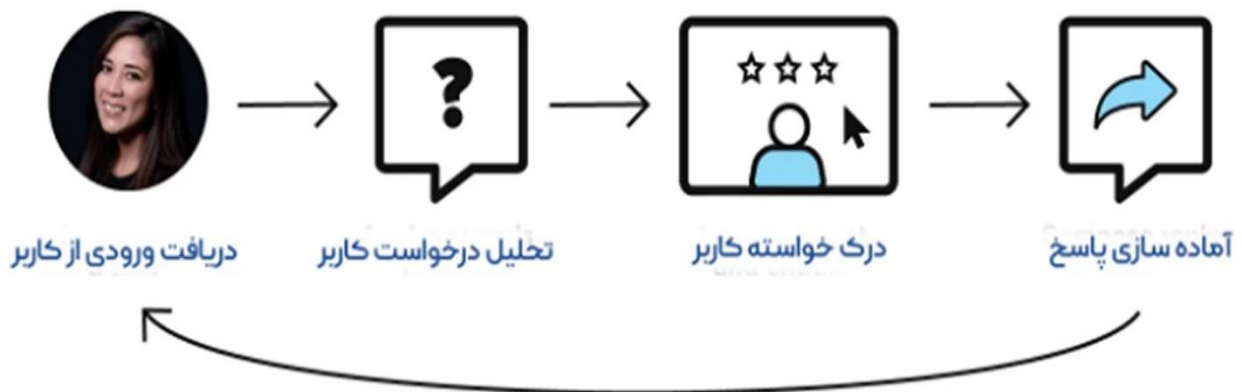 دریافت ورودی از کاربر
تحلیل درخواست کاربر
درک خواسته کاربر
آماده سازی پاسخ